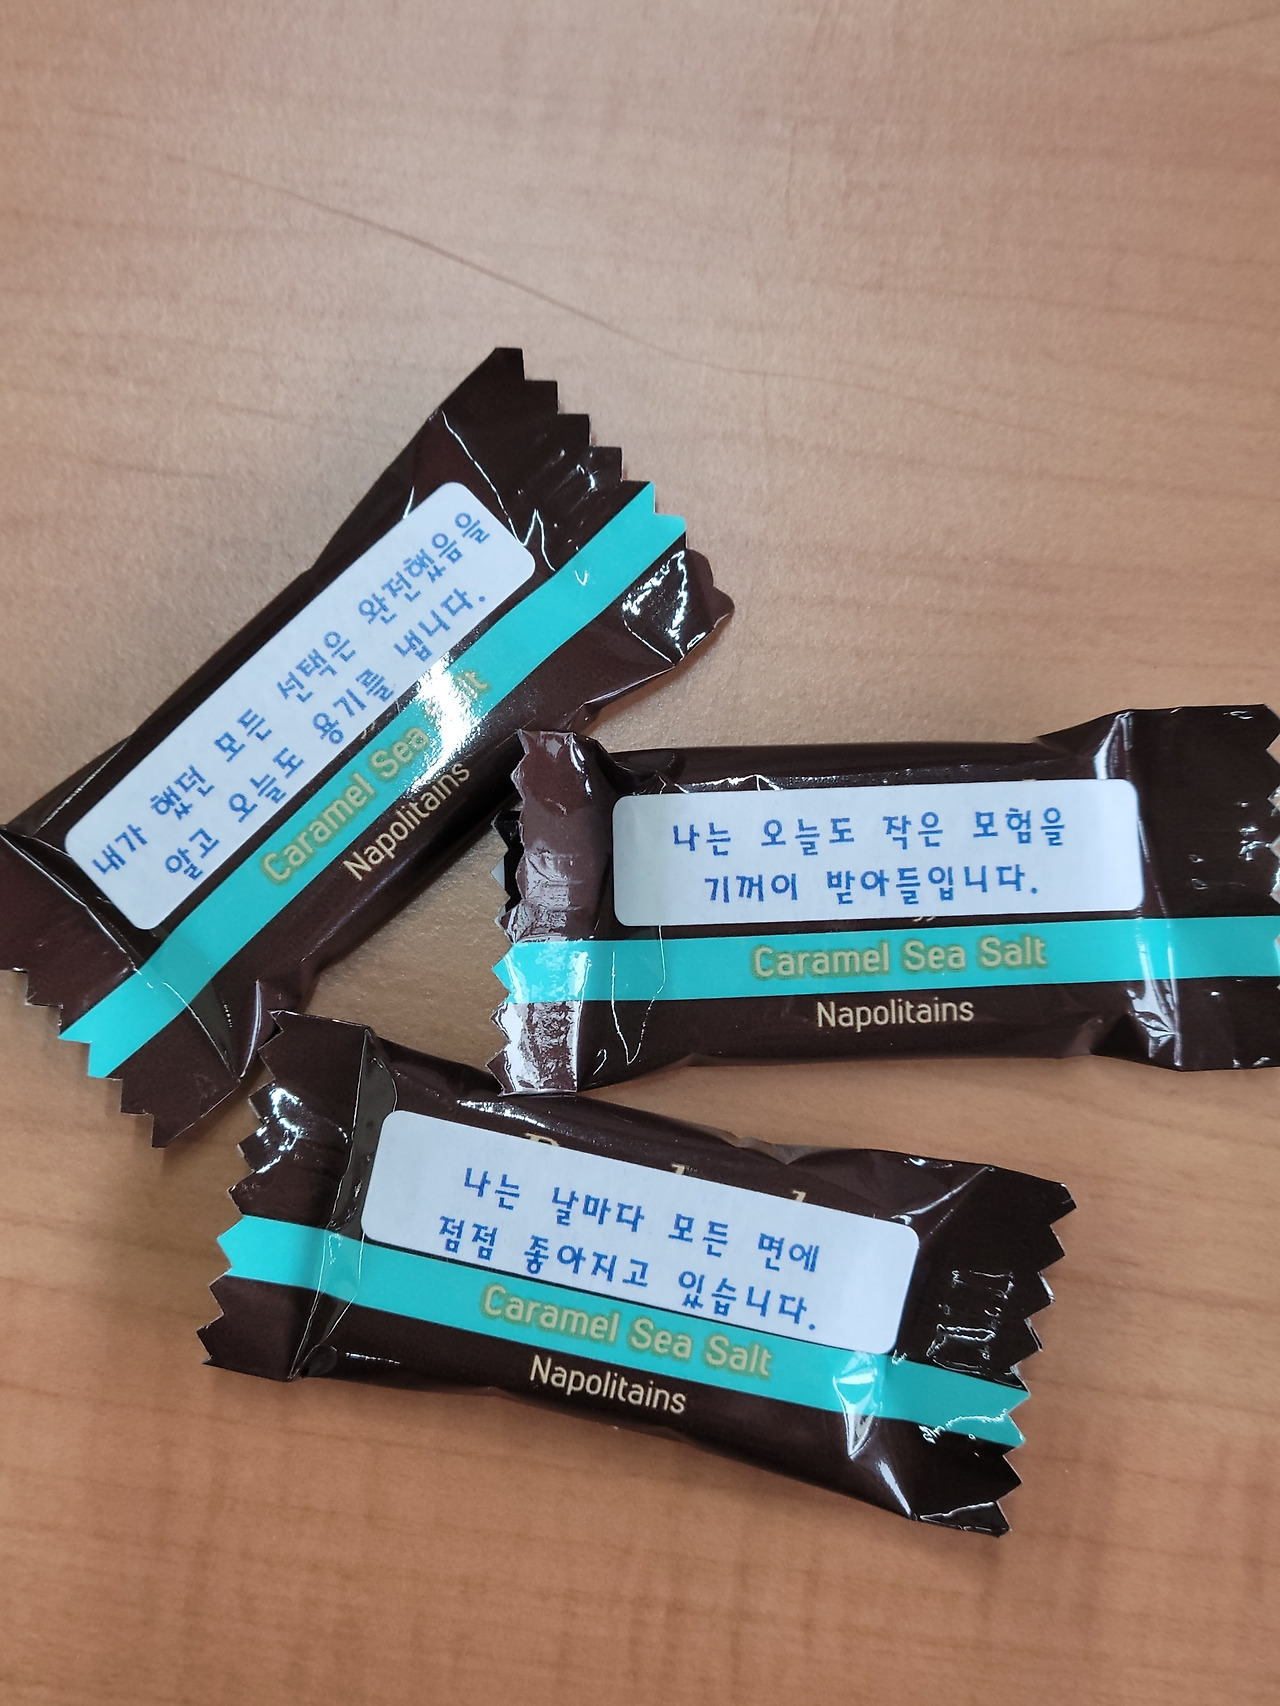 내가 했던 모든 선택은 완전했음을
알고 오늘도 용기를 냅니다.
Caramel Sea Salt
Napolitains
나는 오늘도 작은 모험을
기꺼이 받아들입니다.
Caramel Sea Salt
Napolitains
나는 날마다 모든 면에
점점 좋아지고 있습니다.
Caramel Sea Salt
Napolitains